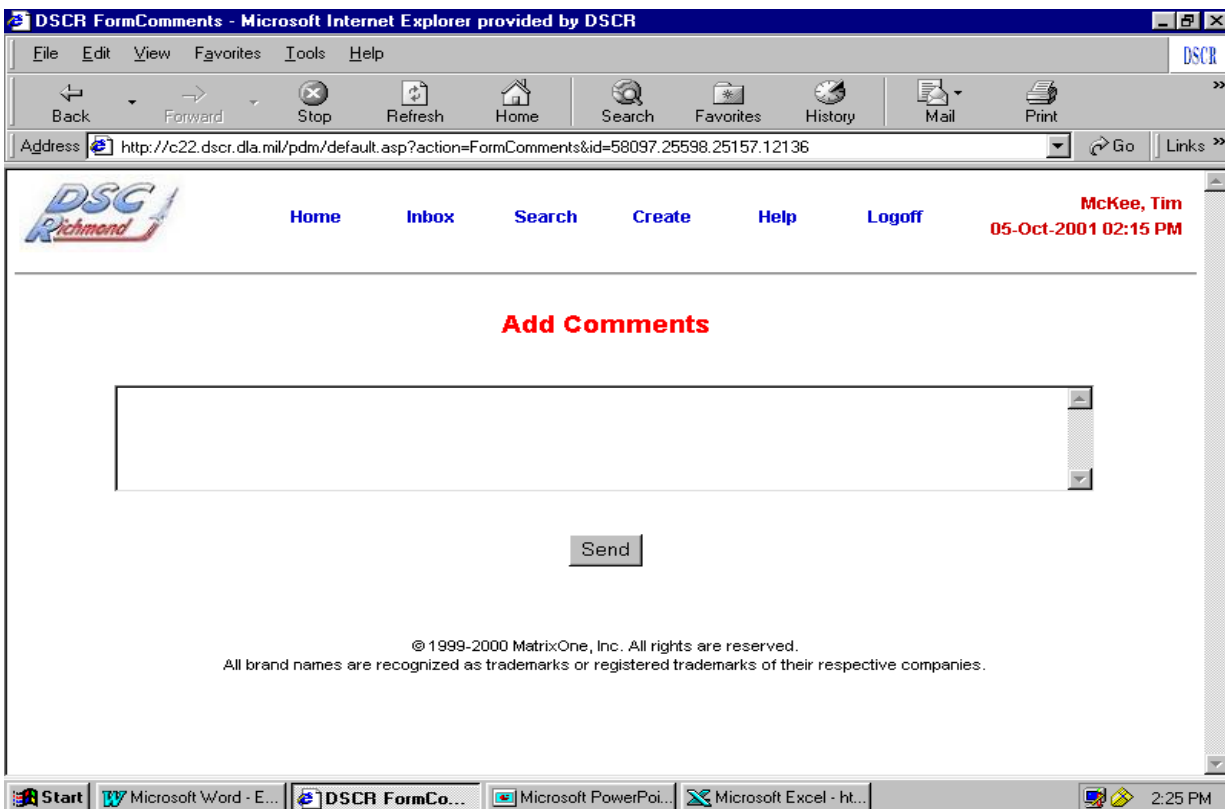 DSCR FormComments - Microsoft Internet Explorer provided by DSCR
File Edit View Favorites Tools Help DSCR
Back Forward Stop Refresh Home Search Favorites History Mail Print »
Address http://c22.dscr.dla.mil/pdm/default.asp?action=FormComments&id=58097.25598.25157.12136 Go Links »
DSC Richmond
Home Inbox Search Create Help Logoff
McKee, Tim
05-Oct-2001 02:15 PM
Add Comments
Send
© 1999-2000 MatrixOne, Inc. All rights are reserved.
All brand names are recognized as trademarks or registered trademarks of their respective companies.
Start Microsoft Word - E... DSCR FormCo... Microsoft PowerPoi... Microsoft Excel - ht... 2:25 PM